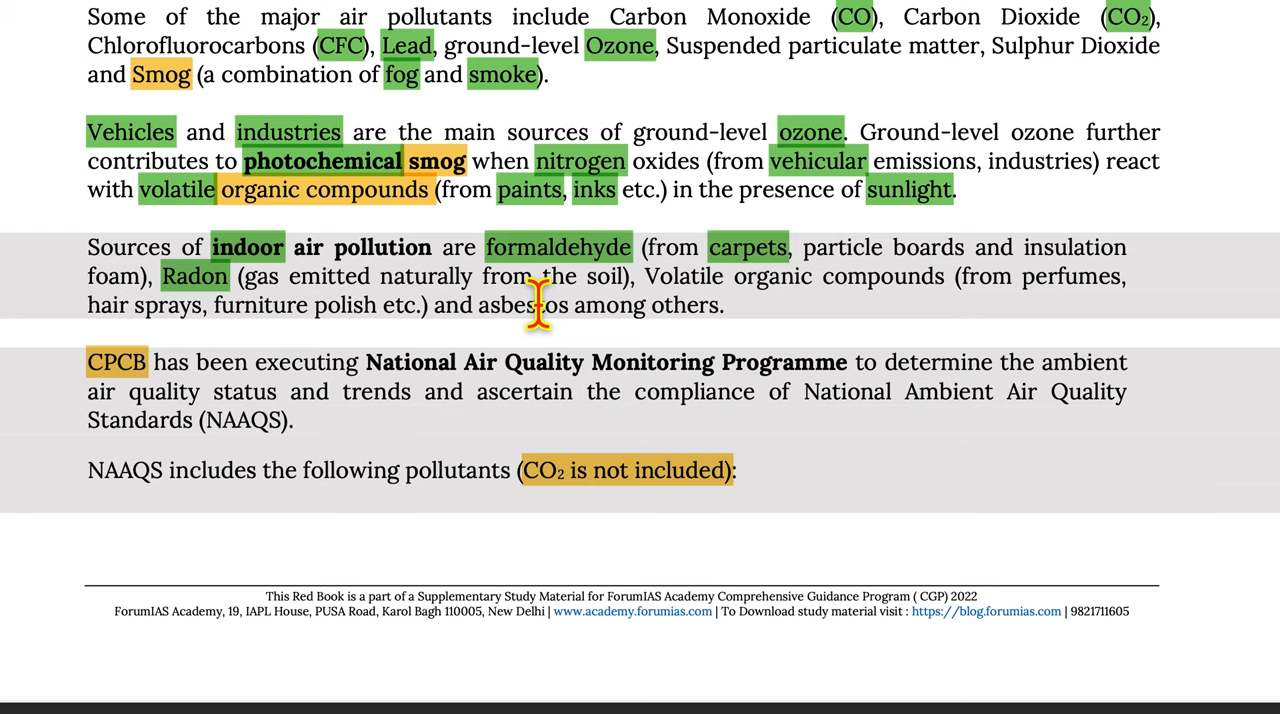 Some of the major air pollutants include Carbon Monoxide (CO), Carbon Dioxide (CO₂),
Chlorofluorocarbons (CFC), Lead, ground-level Ozone, Suspended particulate matter, Sulphur Dioxide
and Smog (a combination of fog and smoke).
Vehicles and industries are the main sources of ground-level ozone. Ground-level ozone further
contributes to photochemical smog when nitrogen oxides (from vehicular emissions, industries) react
with volatile organic compounds (from paints, inks etc.) in the presence of sunlight.
Sources of indoor air pollution are formaldehyde (from carpets, particle boards and insulation
foam), Radon (gas emitted naturally from the soil), Volatile organic compounds (from perfumes,
hair sprays, furniture polish etc.) and asbestos among others.
CPCB has been executing National Air Quality Monitoring Programme to determine the ambient
air quality status and trends and ascertain the compliance of National Ambient Air Quality
Standards (NAAQS).
NAAQS includes the following pollutants (CO₂ is not included):
This Red Book is a part of a Supplementary Study Material for ForumIAS Academy Comprehensive Guidance Program ( CGP) 2022
ForumIAS Academy, 19, IAPL House, PUSA Road, Karol Bagh 110005, New Delhi | www.academy.forumias.com | To Download study material visit : https://blog.forumias.com | 9821711605